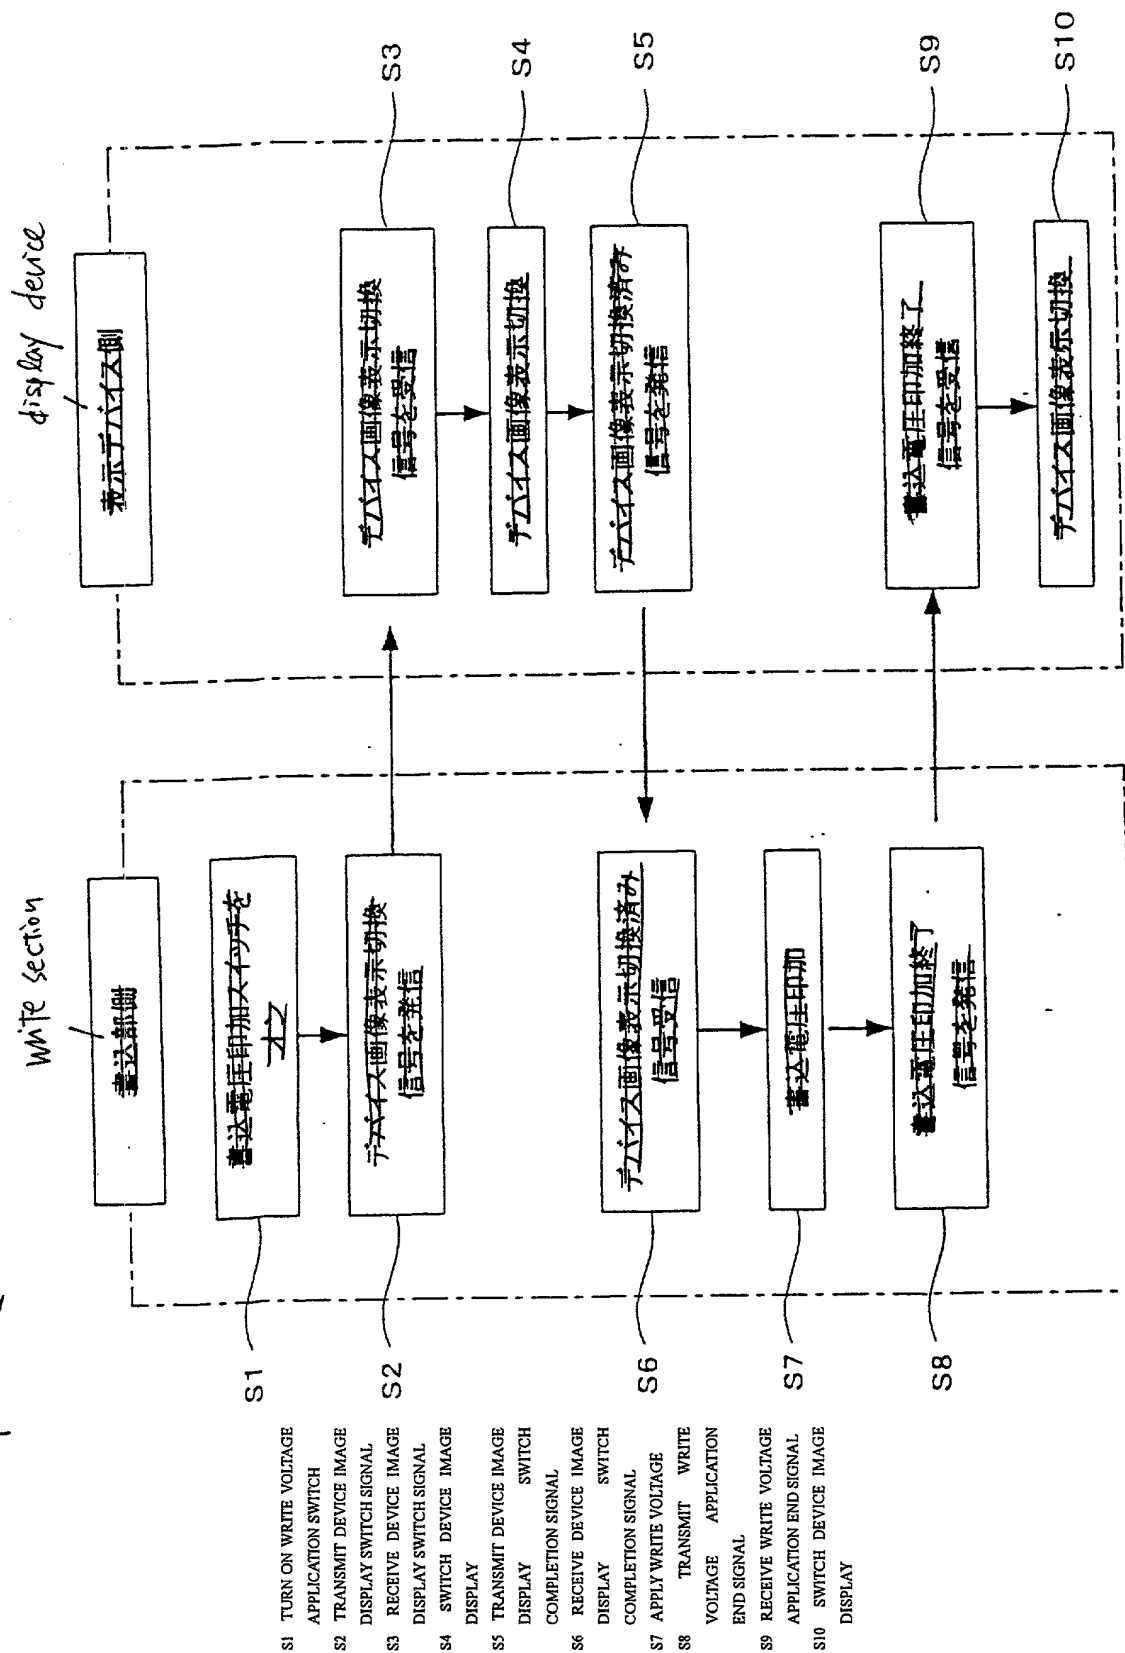 write section
書込部側
S1
書込電圧印加スイッチを
オン
S2
デバイス画像表示切換
信号を発信
S6
デバイス画像表示切換済み
信号受信
S7
書込電圧印加
S8
書込電圧印加終了
信号を発信
display device
表示デバイス側
S3
デバイス画像表示切換
信号を受信
S4
デバイス画像表示切換
S5
デバイス画像表示切換済み
信号を発信
S9
書込電圧印加終了
信号を受信
S10
デバイス画像表示切換
S1 TURN ON WRITE VOLTAGE
APPLICATION SWITCH
S2 TRANSMIT DEVICE IMAGE
DISPLAY SWITCH SIGNAL
S3 RECEIVE DEVICE IMAGE
DISPLAY SWITCH SIGNAL
S4 SWITCH DEVICE IMAGE
DISPLAY
S5 TRANSMIT DEVICE IMAGE
DISPLAY SWITCH
COMPLETION SIGNAL
S6 RECEIVE DEVICE IMAGE
DISPLAY SWITCH
COMPLETION SIGNAL
S7 APPLY WRITE VOLTAGE
S8 TRANSMIT WRITE
VOLTAGE APPLICATION
END SIGNAL
S9 RECEIVE WRITE VOLTAGE
APPLICATION END SIGNAL
S10 SWITCH DEVICE IMAGE
DISPLAY